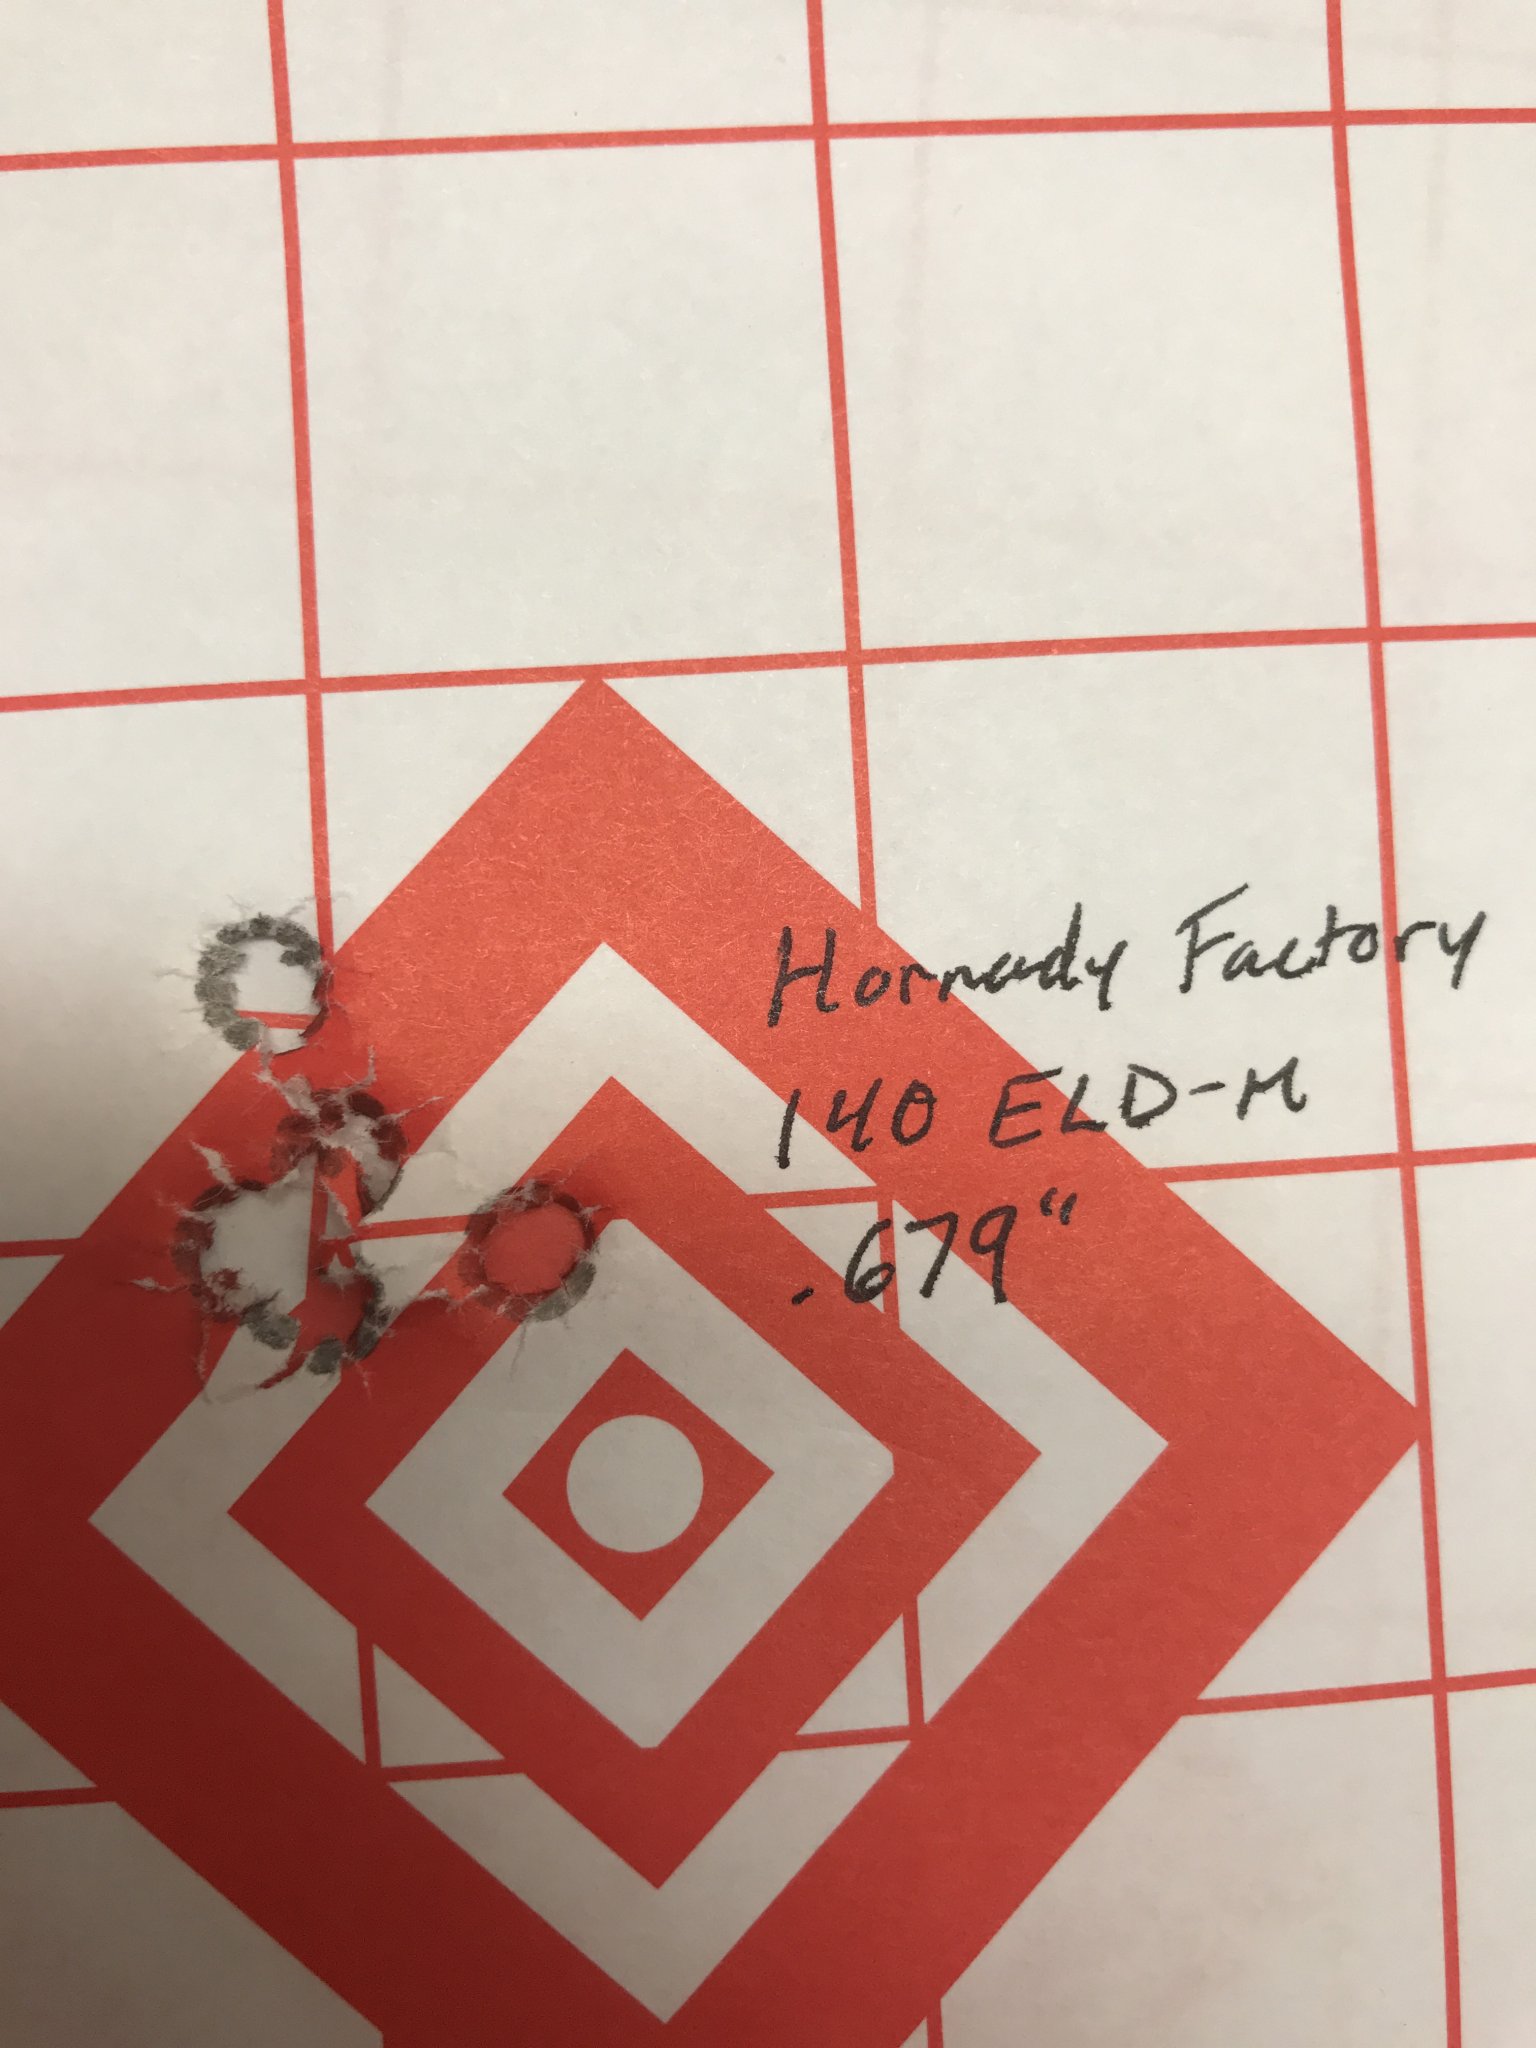 Hornady Factory
140 ELD-M
.679"